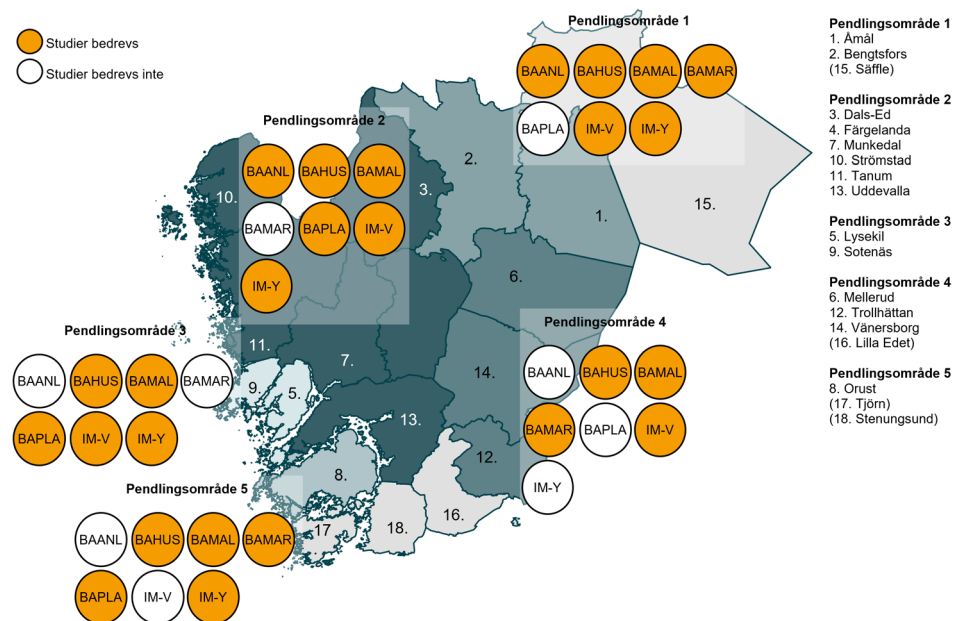 Studier bedrevs
Studier bedrevs inte
Pendlingsområde 1
BAANL BAHUS BAMAL BAMAR
BAPLA IM-V IM-Y
Pendlingsområde 2
BAANL BAHUS BAMAL
BAMAR BAPLA IM-V
IM-Y
Pendlingsområde 3
BAANL BAHUS BAMAL BAMAR
BAPLA IM-V IM-Y
Pendlingsområde 4
BAANL BAHUS BAMAL
BAMAR BAPLA IM-V
IM-Y
Pendlingsområde 5
BAANL BAHUS BAMAL BAMAR
BAPLA IM-V IM-Y
2.
3.
10.
1.
15.
6.
11.
7.
14.
9.
5.
13.
12.
8.
16.
17
18.
Pendlingsområde 1
1. Åmål
2. Bengtsfors
(15. Säffle)
Pendlingsområde 2
3. Dals-Ed
4. Färgelanda
7. Munkedal
10. Strömstad
11. Tanum
13. Uddevalla
Pendlingsområde 3
5. Lysekil
9. Sotenäs
Pendlingsområde 4
6. Mellerud
12. Trollhättan
14. Vänersborg
(16. Lilla Edet)
Pendlingsområde 5
8. Orust
(17. Tjörn)
(18. Stenungsund)